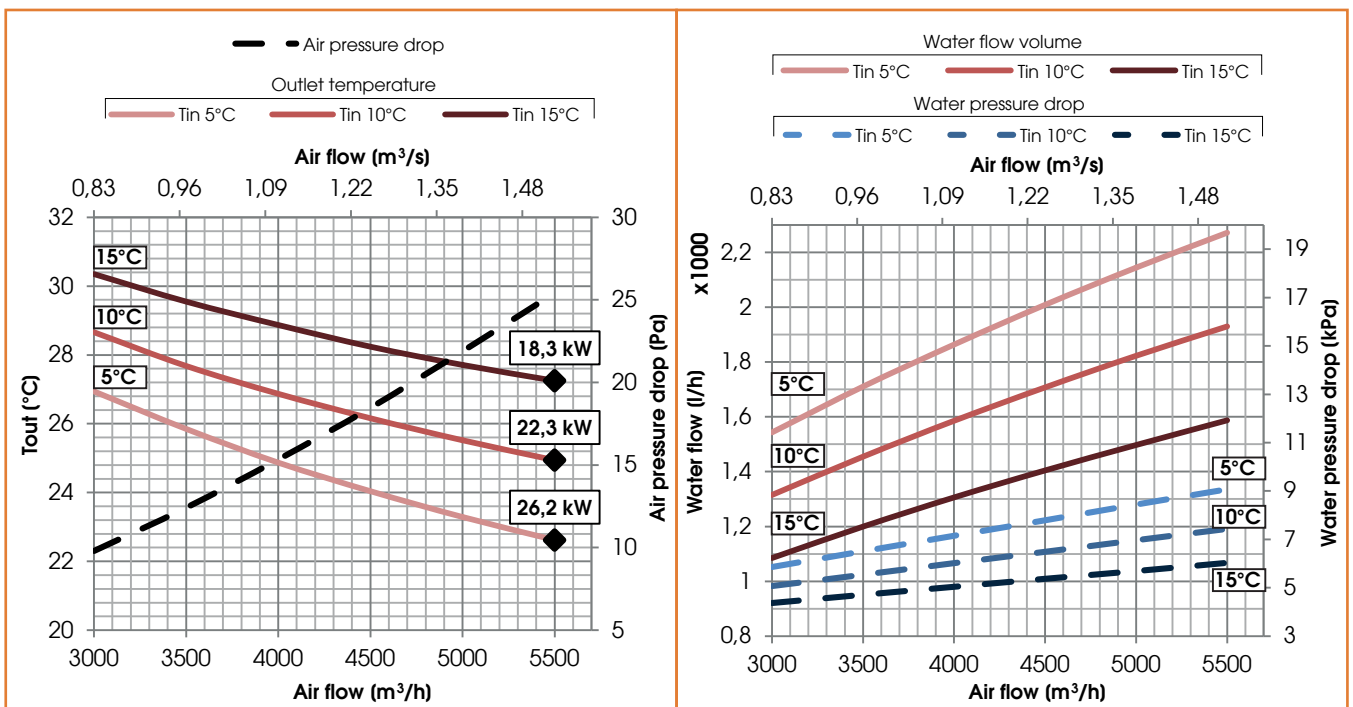 Air pressure drop
Outlet temperature
Tin 5°C Tin 10°C Tin 15°C
Air flow (m³/s)
0,83 0,96 1,09 1,22 1,35 1,48
32 30
15°C
30
10°C
25
28
5°C
18,3 kW
20
26
22,3 kW
15
24
26,2 kW
22
10
20 5
Tout (°C)
Air pressure drop (Pa)
3000 3500 4000 4500 5000 5500
Air flow (m³/h)
Water flow volume
Tin 5°C Tin 10°C Tin 15°C
Water pressure drop
Tin 5°C Tin 10°C Tin 15°C
Air flow (m³/s)
0,83 0,96 1,09 1,22 1,35 1,48
x1000
2,2 19
17
2
15
1,8
5°C
13
1,6
11
10°C
1,4
5°C
9
15°C
1,2
10°C
7
1
15°C
5
0,8 3
Water flow (l/h)
Water pressure drop (kPa)
3000 3500 4000 4500 5000 5500
Air flow (m³/h)